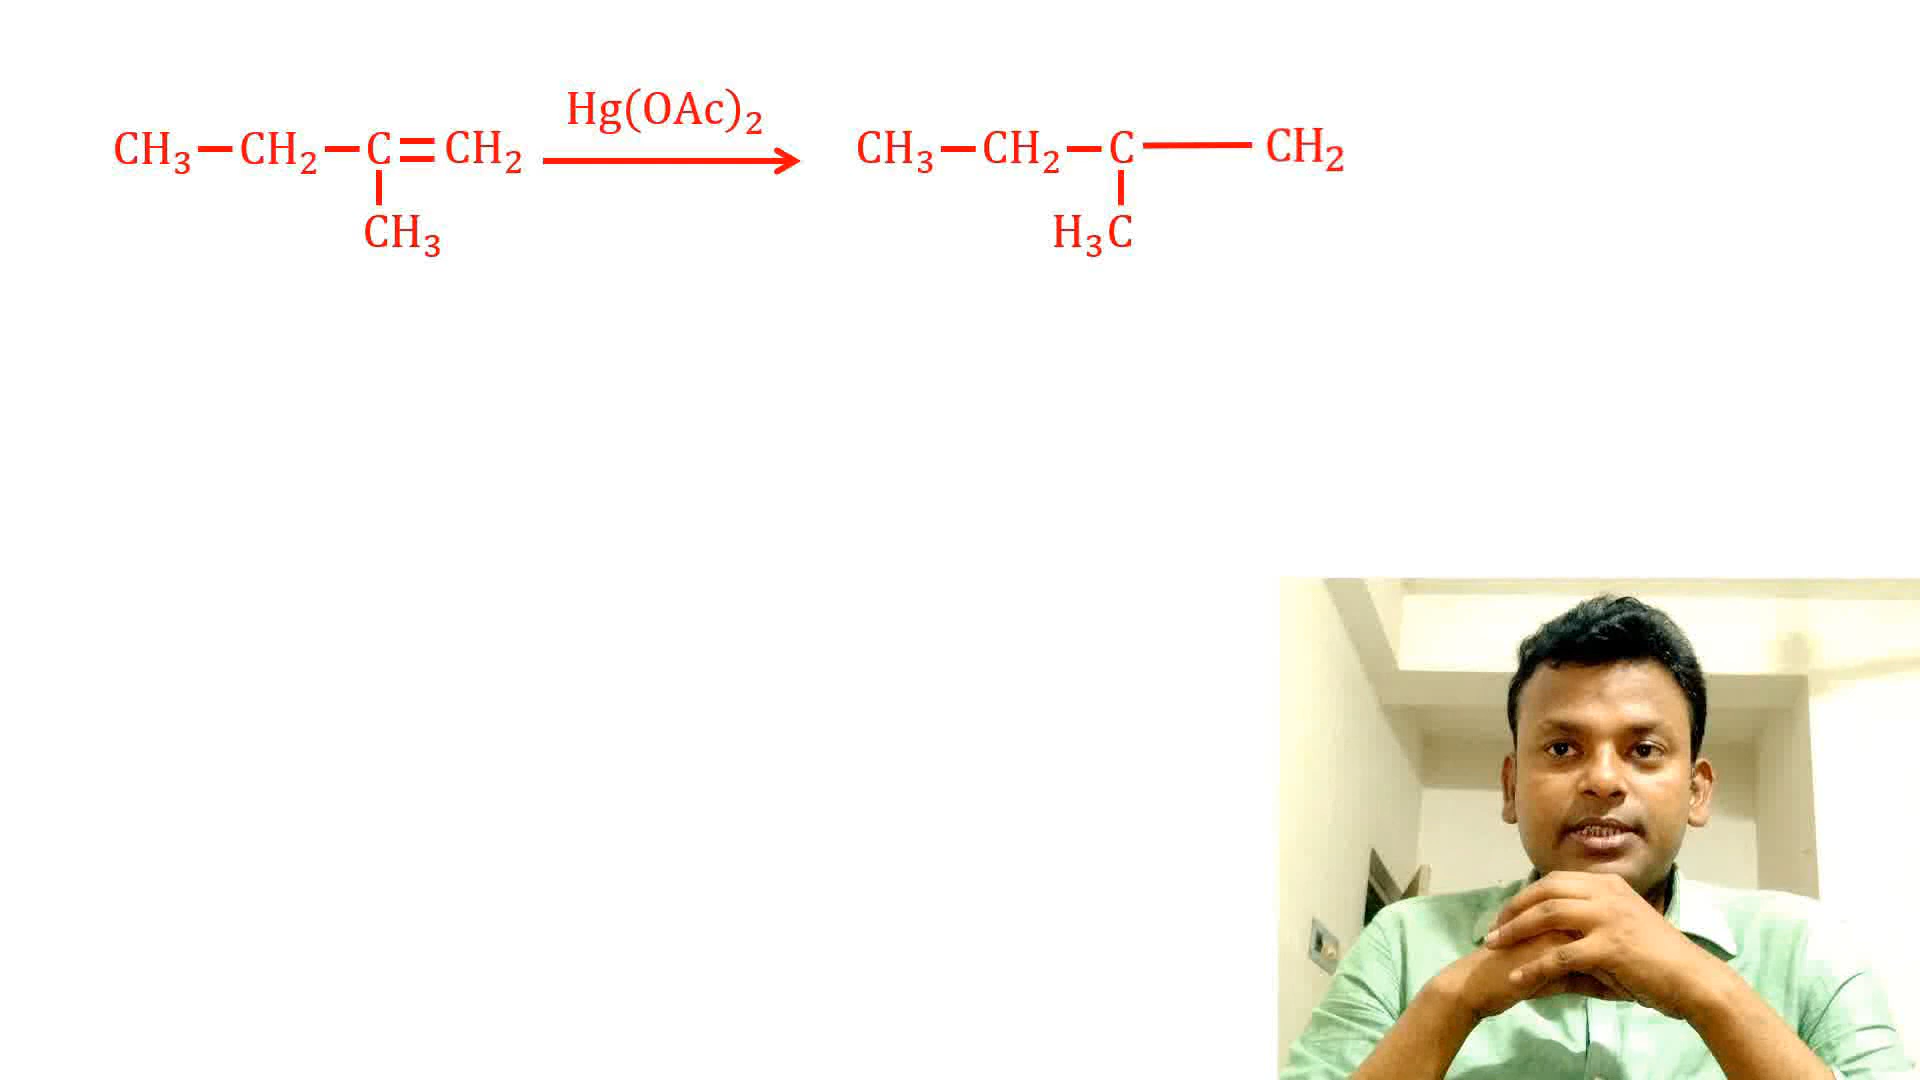 Hg(OAc)₂
CH₃—CH₂—C=CH₂ ⟶ CH₃—CH₂—C—CH₂
CH₃ H₃C